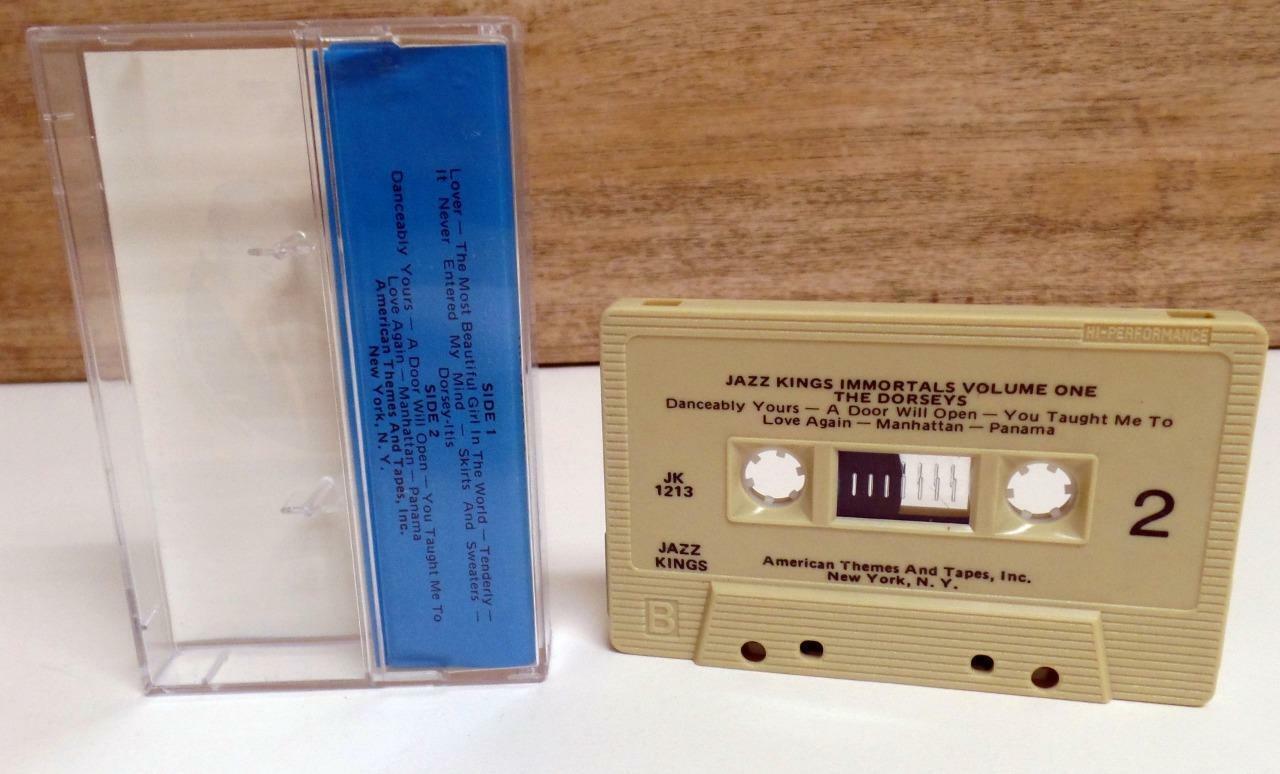 SIDE 1
Lover — The Most Beautiful Girl In The World — Tenderly —
It Never Entered My Mind — Skirts And Sweaters —
Dorsey-Itis
SIDE 2
Danceably Yours — A Door Will Open — You Taught Me To
Love Again — Manhattan — Panama
American Themes And Tapes, Inc.
New York, N. Y.
HI-PERFORMANCE
JAZZ KINGS IMMORTALS VOLUME ONE
THE DORSEYS
Danceably Yours — A Door Will Open — You Taught Me To
Love Again — Manhattan — Panama
JK
1213
2
JAZZ
KINGS
American Themes And Tapes, Inc.
New York, N. Y.
B